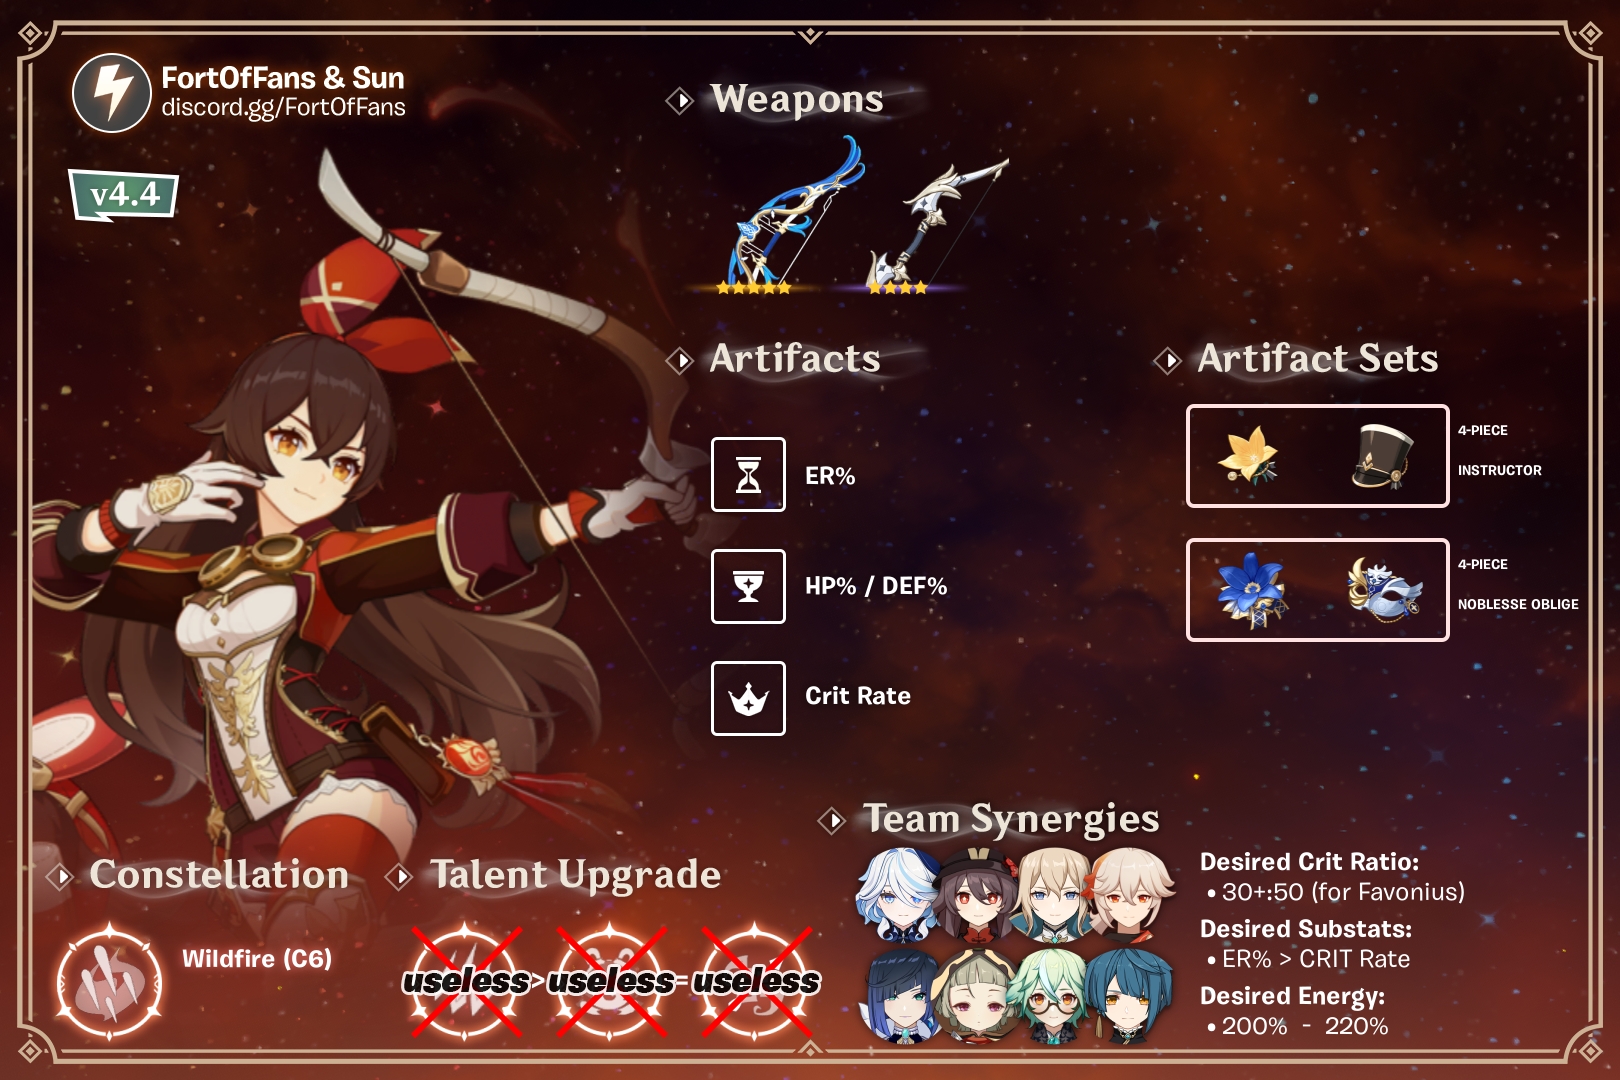 FortOfFans & Sun
discord.gg/FortOfFans
v4.4
Weapons
Artifacts
ER%
HP% / DEF%
Crit Rate
Artifact Sets
4-PIECE
INSTRUCTOR
4-PIECE
NOBLESSE OBLIGE
Constellation
Wildfire (C6)
Talent Upgrade
useless>useless=useless
Team Synergies
Desired Crit Ratio:
• 30+:50 (for Favonius)
Desired Substats:
• ER% > CRIT Rate
Desired Energy:
• 200% - 220%